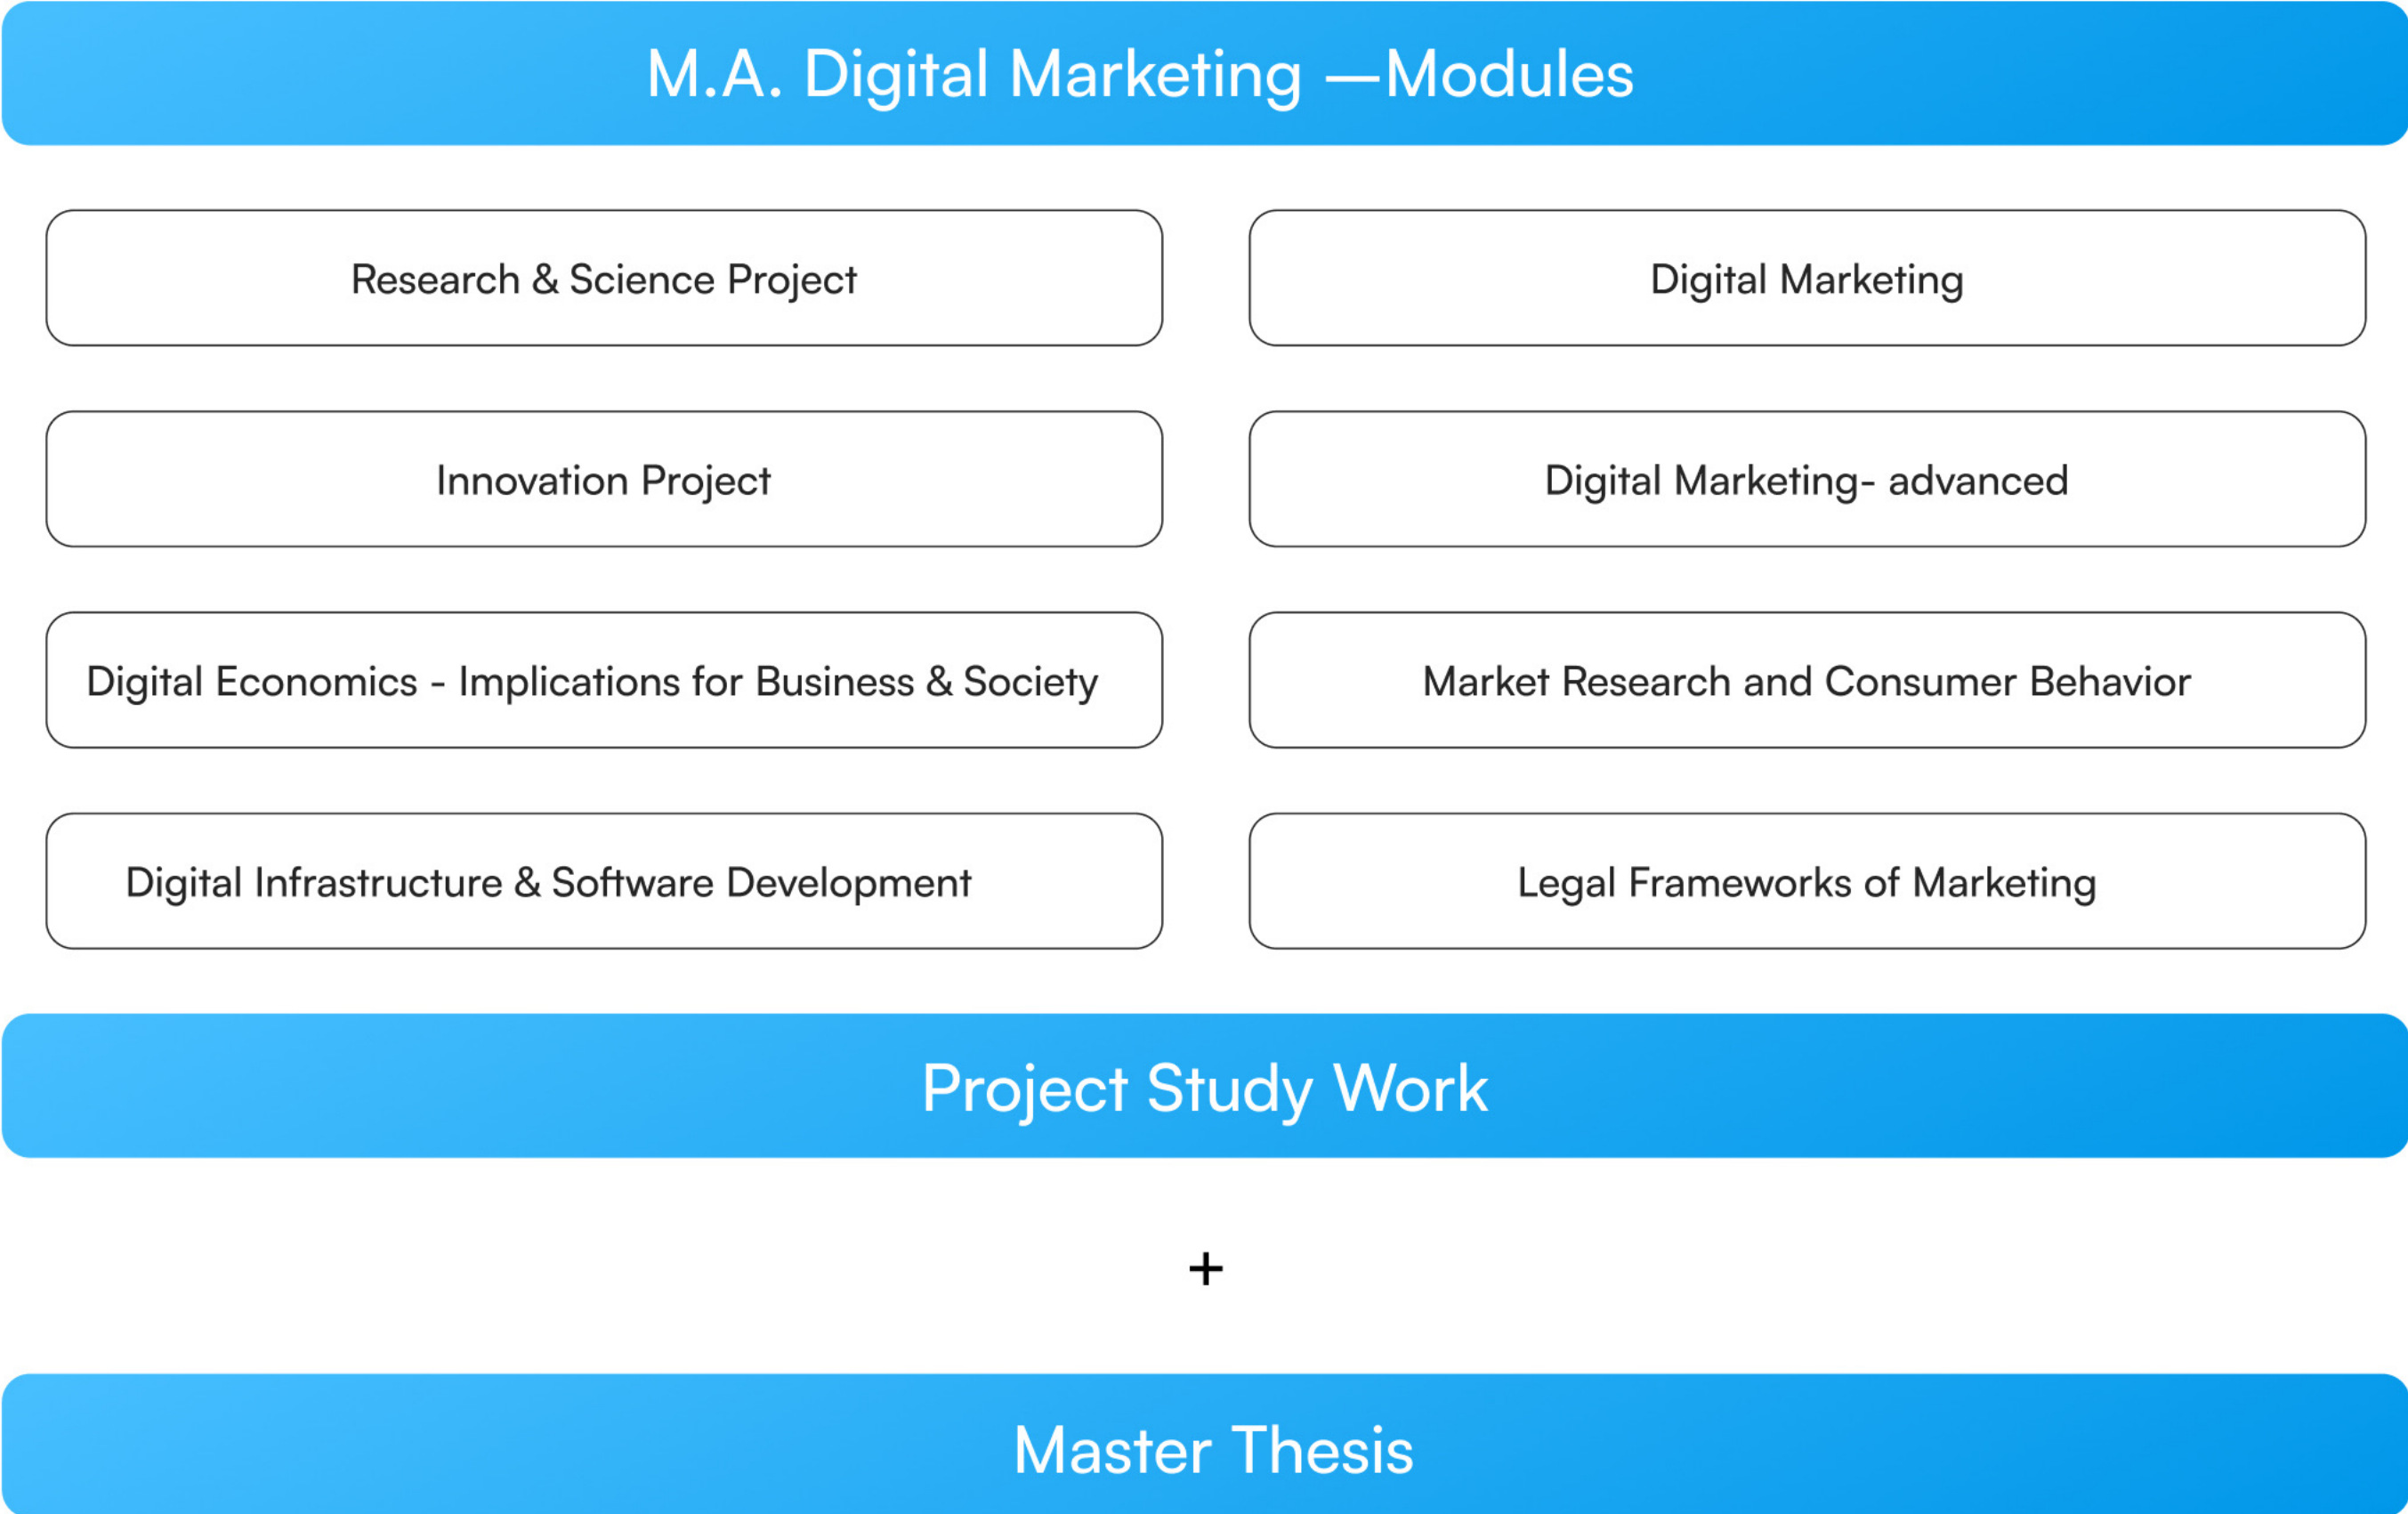 M.A. Digital Marketing —Modules
Research & Science Project
Digital Marketing
Innovation Project
Digital Marketing- advanced
Digital Economics - Implications for Business & Society
Market Research and Consumer Behavior
Digital Infrastructure & Software Development
Legal Frameworks of Marketing
Project Study Work
+
Master Thesis